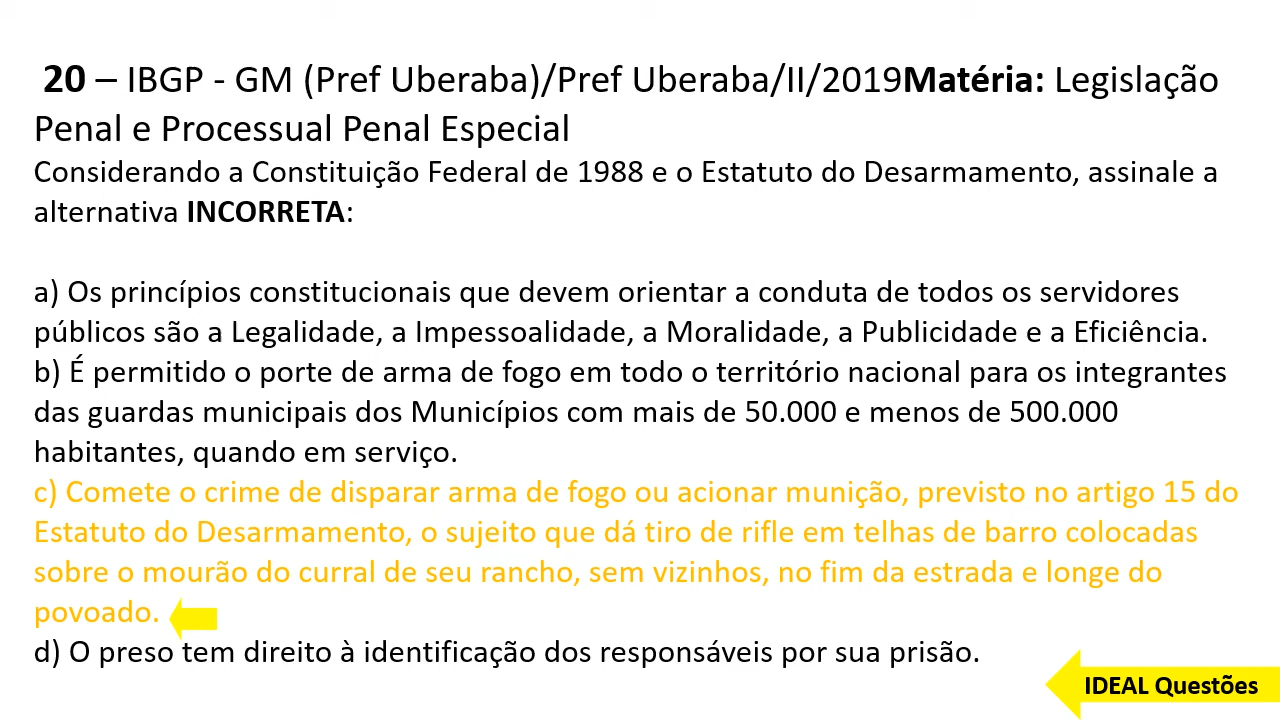 20 – IBGP - GM (Pref Uberaba)/Pref Uberaba/II/2019Matéria: Legislação
Penal e Processual Penal Especial
Considerando a Constituição Federal de 1988 e o Estatuto do Desarmamento, assinale a
alternativa INCORRETA:
a) Os princípios constitucionais que devem orientar a conduta de todos os servidores
públicos são a Legalidade, a Impessoalidade, a Moralidade, a Publicidade e a Eficiência.
b) É permitido o porte de arma de fogo em todo o território nacional para os integrantes
das guardas municipais dos Municípios com mais de 50.000 e menos de 500.000
habitantes, quando em serviço.
c) Comete o crime de disparar arma de fogo ou acionar munição, previsto no artigo 15 do
Estatuto do Desarmamento, o sujeito que dá tiro de rifle em telhas de barro colocadas
sobre o mourão do curral de seu rancho, sem vizinhos, no fim da estrada e longe do
povoado.
d) O preso tem direito à identificação dos responsáveis por sua prisão.
IDEAL Questões